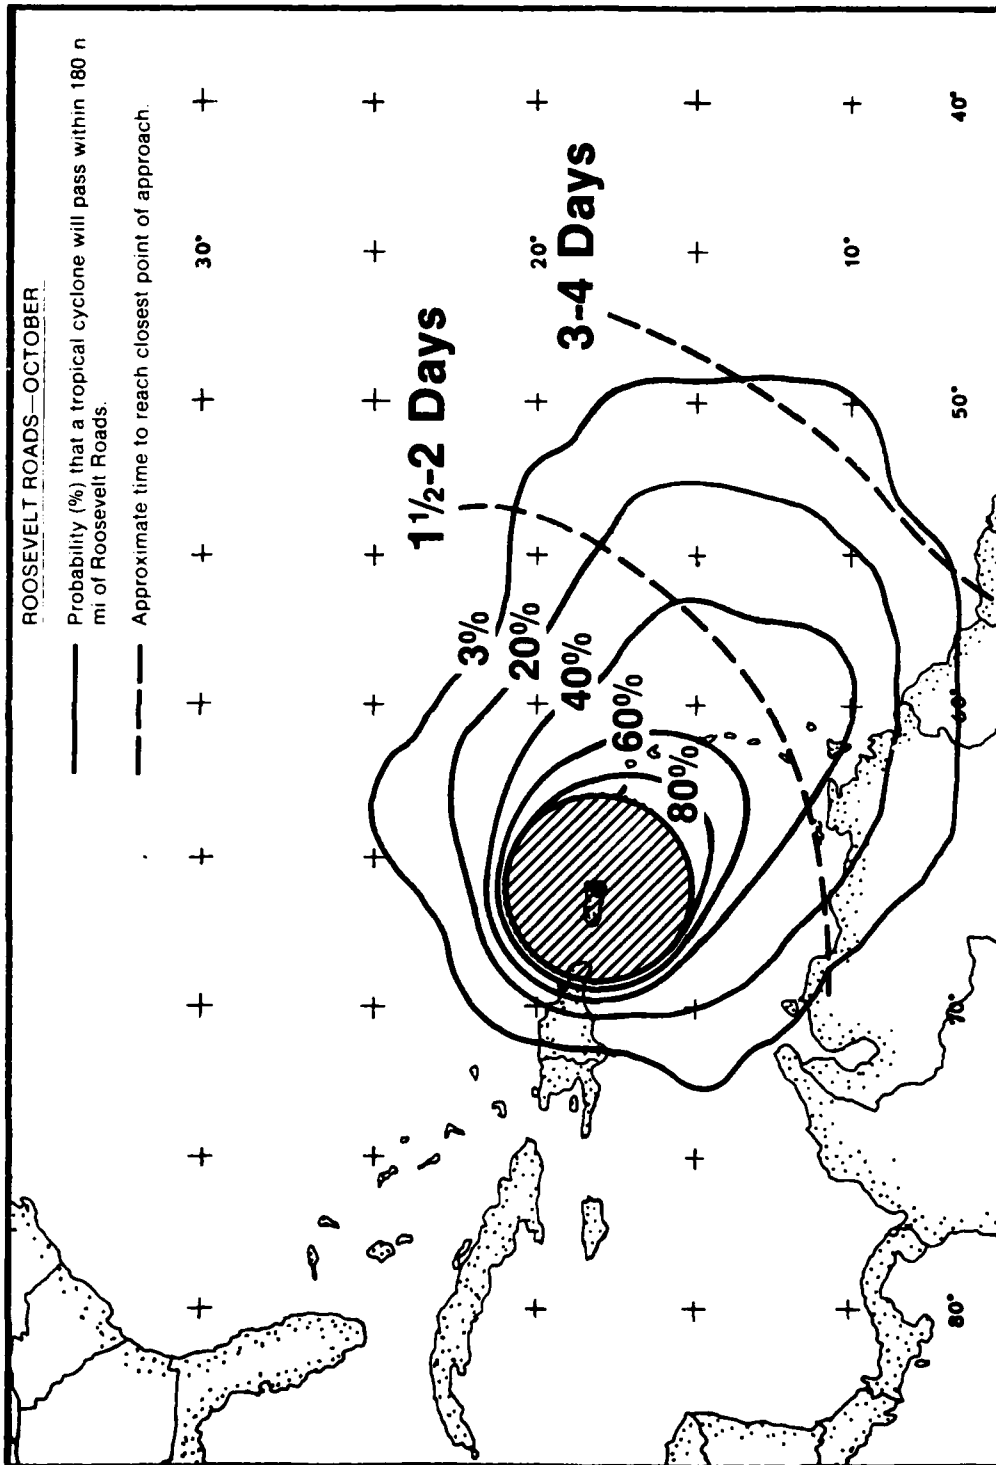 ROOSEVELT ROADS—OCTOBER
Probability (%) that a tropical cyclone will pass within 180 n
mi of Roosevelt Roads.
Approximate time to reach closest point of approach.
30°
1½-2 Days
20°
3-4 Days
3%
20%
40%
60%
80%
10°
80°
70°
60°
50°
40°